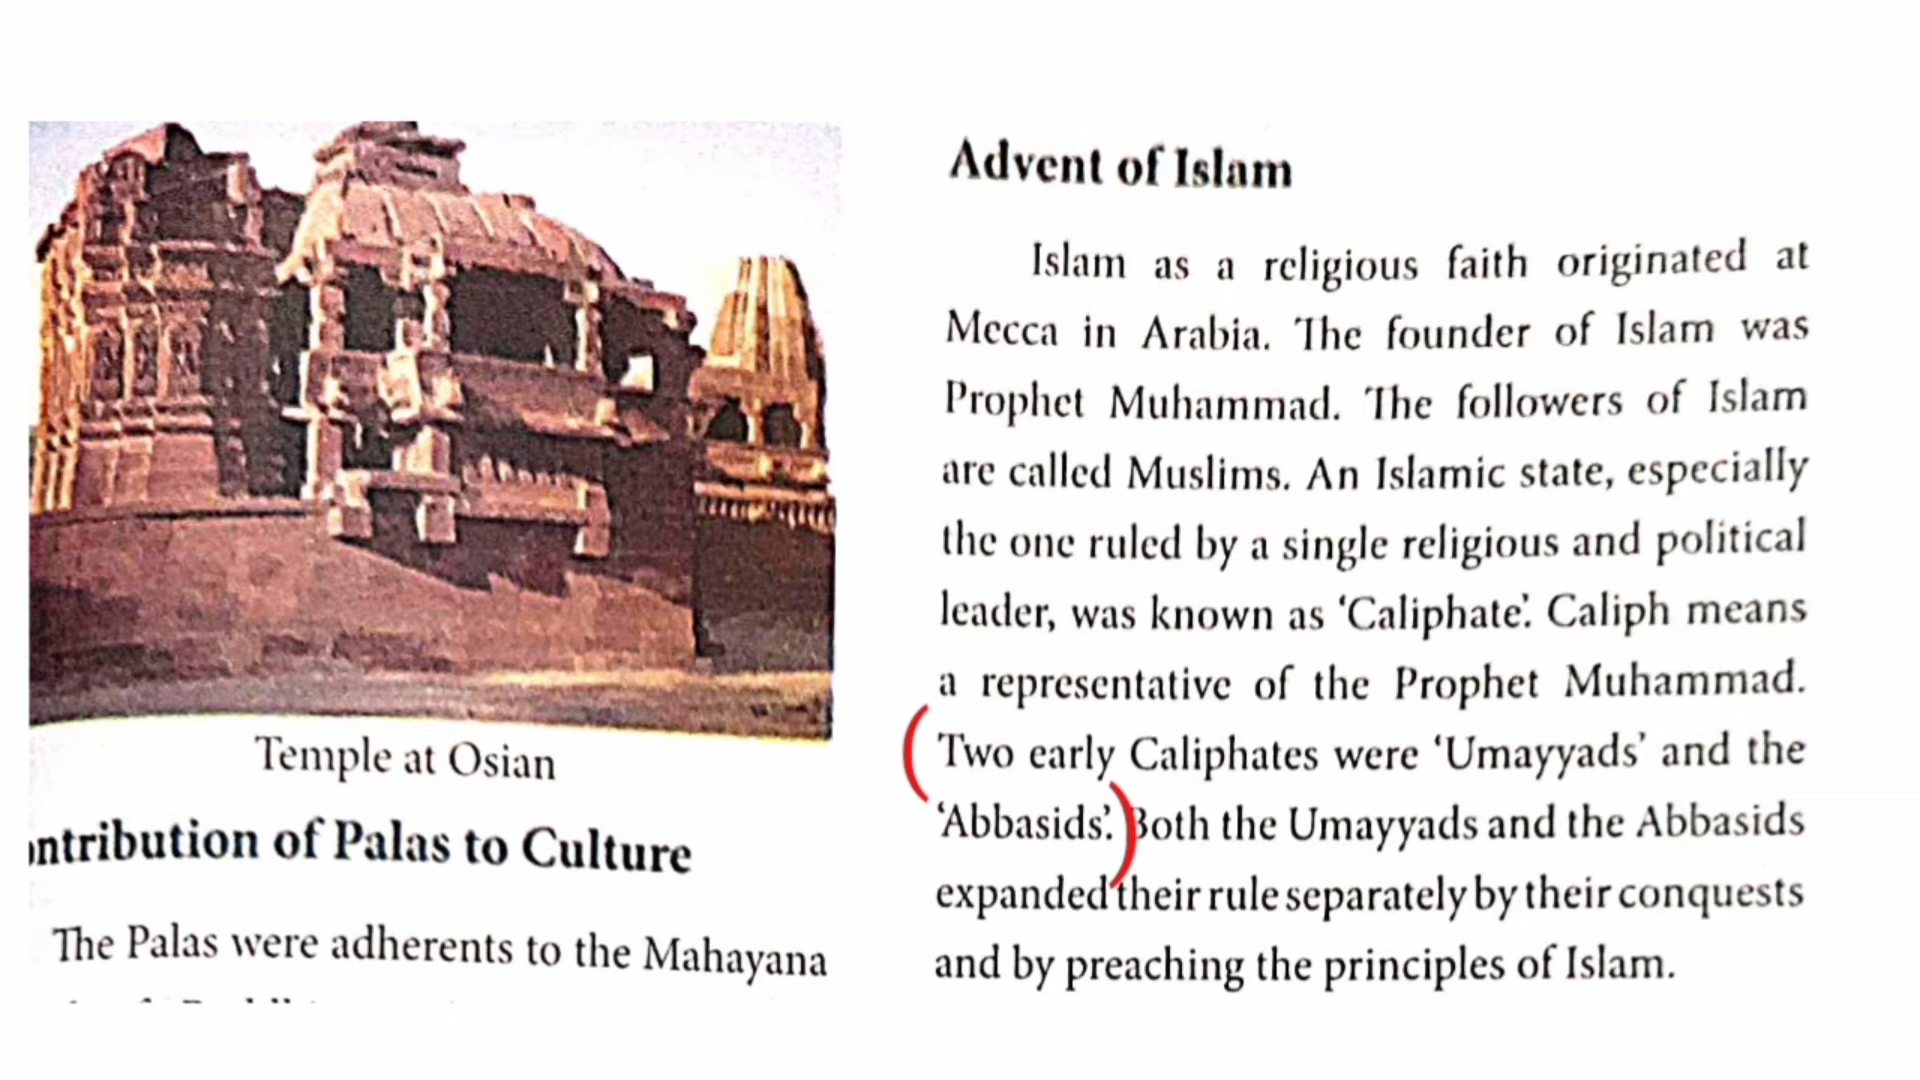 Temple at Osian
ontribution of Palas to Culture
The Palas were adherents to the Mahayana
Advent of Islam
Islam as a religious faith originated at
Mecca in Arabia. The founder of Islam was
Prophet Muhammad. The followers of Islam
are called Muslims. An Islamic state, especially
the one ruled by a single religious and political
leader, was known as ‘Caliphate’. Caliph means
a representative of the Prophet Muhammad.
Two early Caliphates were ‘Umayyads’ and the
‘Abbasids’. Both the Umayyads and the Abbasids
expanded their rule separately by their conquests
and by preaching the principles of Islam.